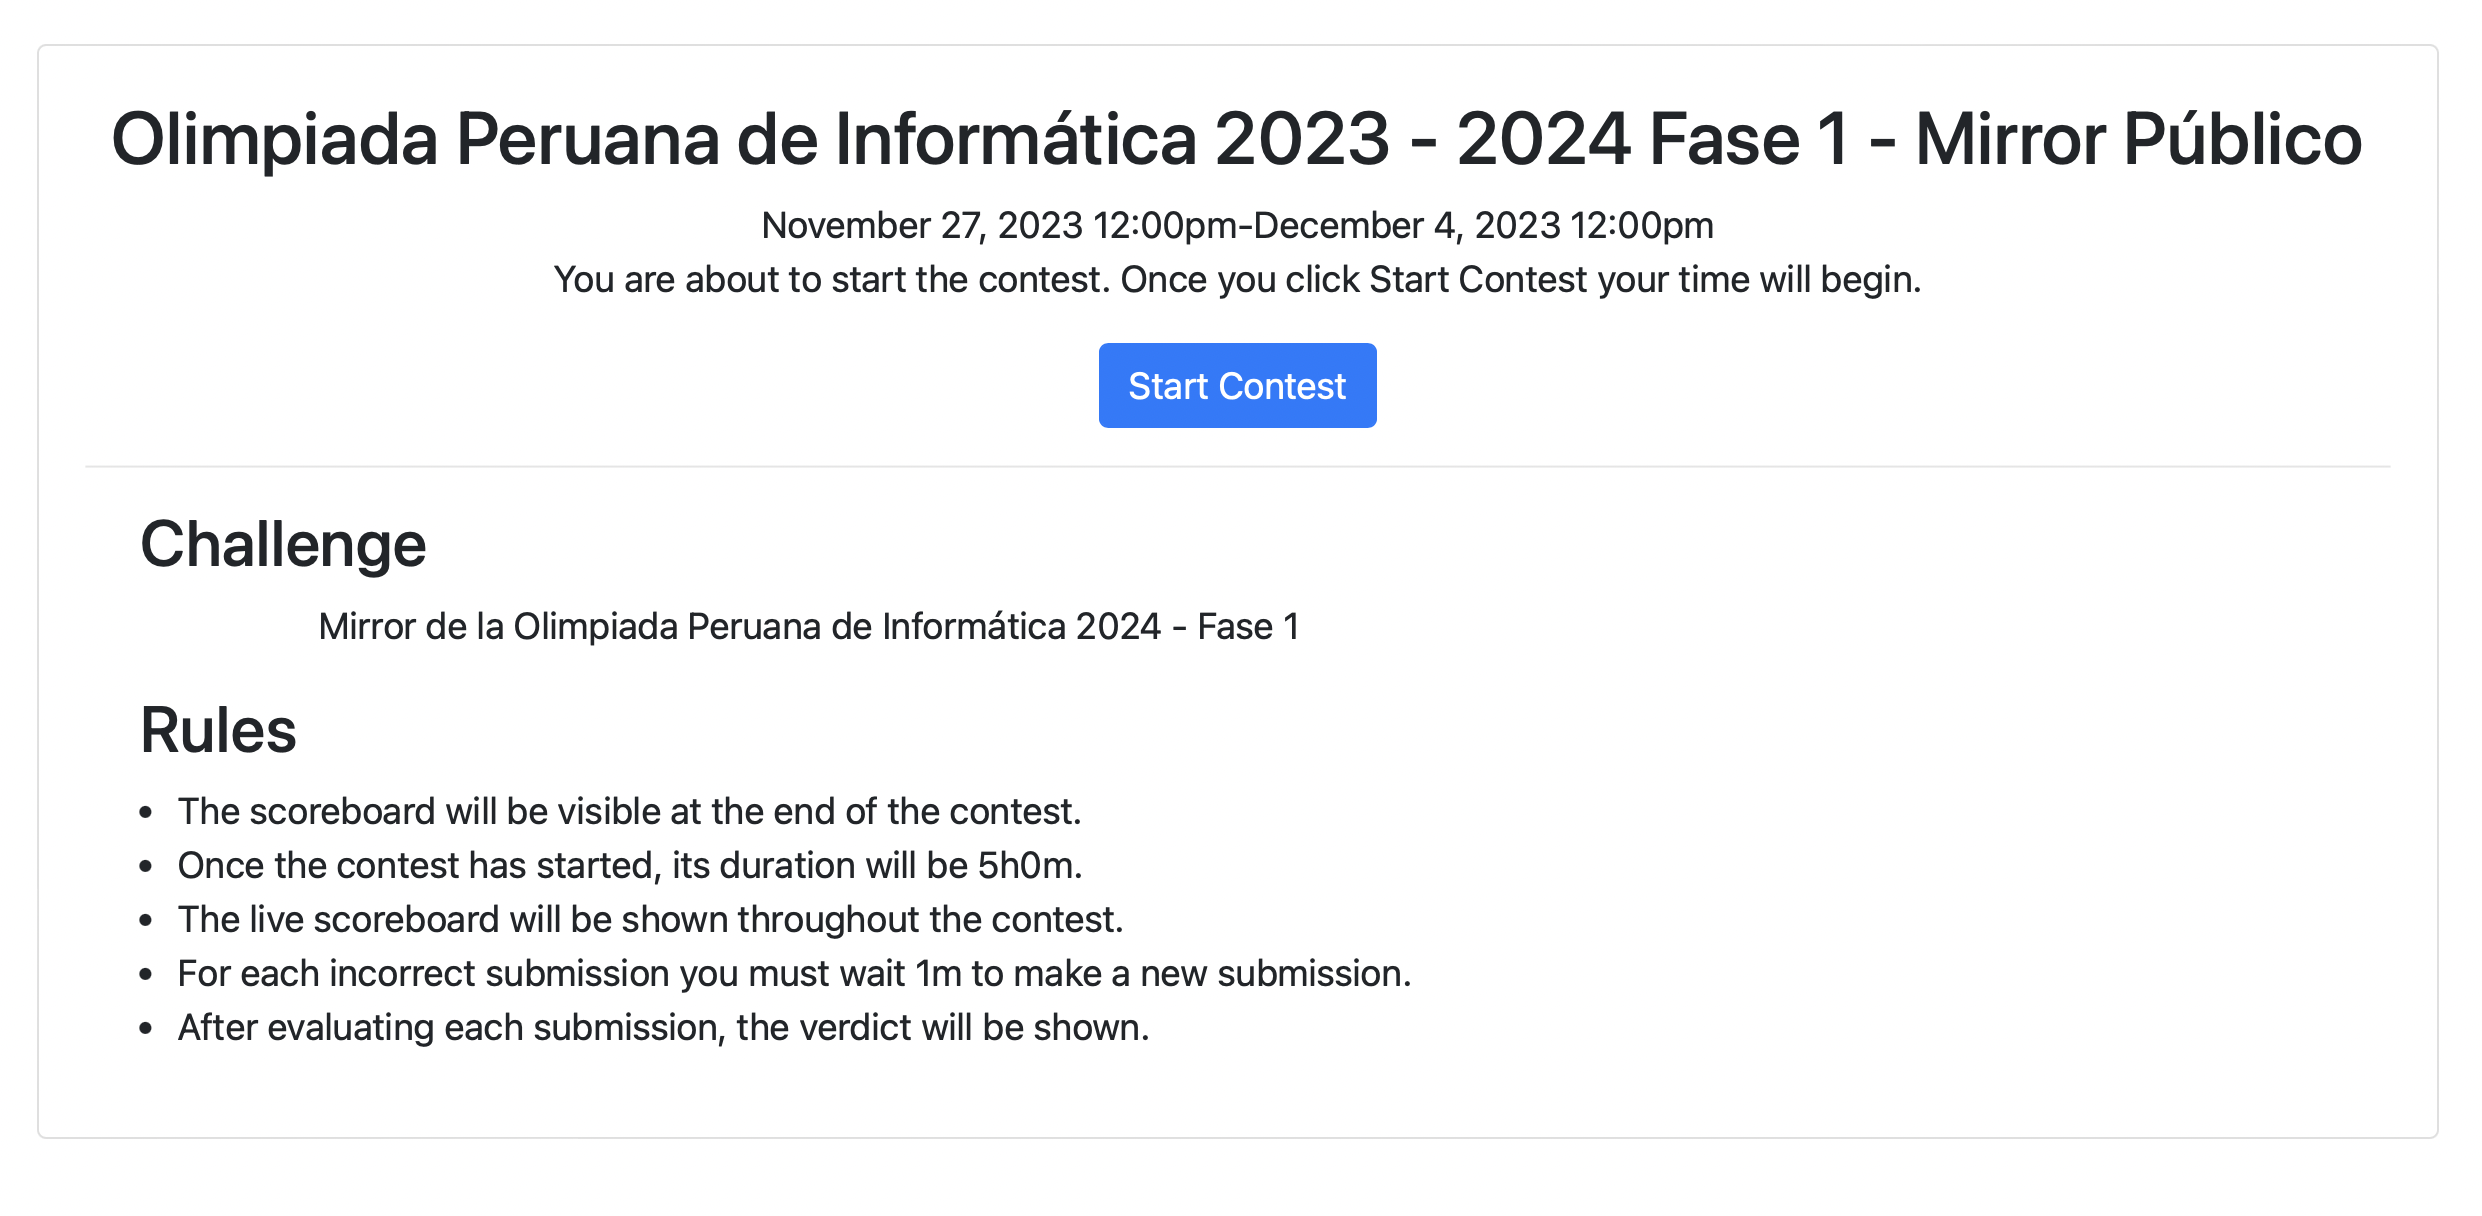 Olimpiada Peruana de Informática 2023 - 2024 Fase 1 - Mirror Público
November 27, 2023 12:00pm-December 4, 2023 12:00pm
You are about to start the contest. Once you click Start Contest your time will begin.
Start Contest
Challenge
Mirror de la Olimpiada Peruana de Informática 2024 - Fase 1
Rules
• The scoreboard will be visible at the end of the contest.
• Once the contest has started, its duration will be 5h0m.
• The live scoreboard will be shown throughout the contest.
• For each incorrect submission you must wait 1m to make a new submission.
• After evaluating each submission, the verdict will be shown.